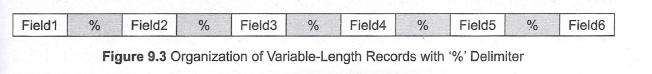 Field1 % Field2 % Field3 % Field4 % Field5 % Field6
Figure 9.3 Organization of Variable-Length Records with '%' Delimiter